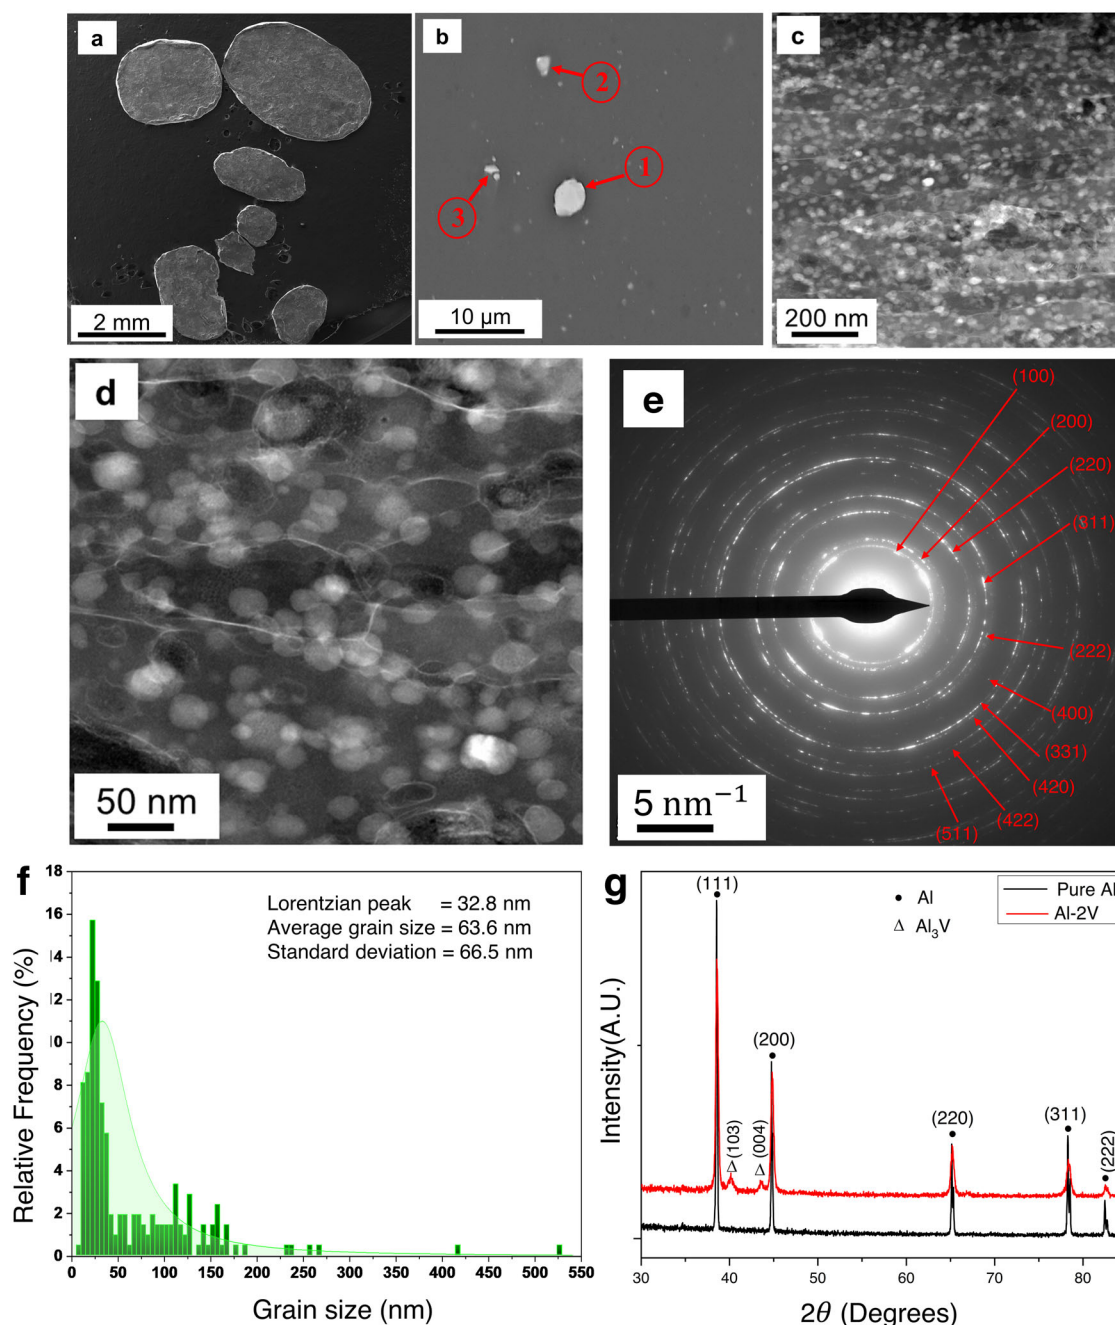 a
2 mm
b
2
1
3
10 µm
c
200 nm
d
50 nm
e
(100)
(200)
(220)
(311)
(222)
(400)
(331)
(420)
(422)
(511)
5 nm⁻¹
f
Lorentzian peak = 32.8 nm
Average grain size = 63.6 nm
Standard deviation = 66.5 nm
Relative Frequency (%)
18
16
14
12
10
8
6
4
2
0
0 50 100 150 200 250 300 350 400 450 500 550
Grain size (nm)
g
(111)
● Al
Δ Al₃V
Pure Al
Al-2V
(200)
Δ (103)
Δ (004)
(220)
(311)
(222)
Intensity(A.U.)
30 40 50 60 70 80
2θ (Degrees)